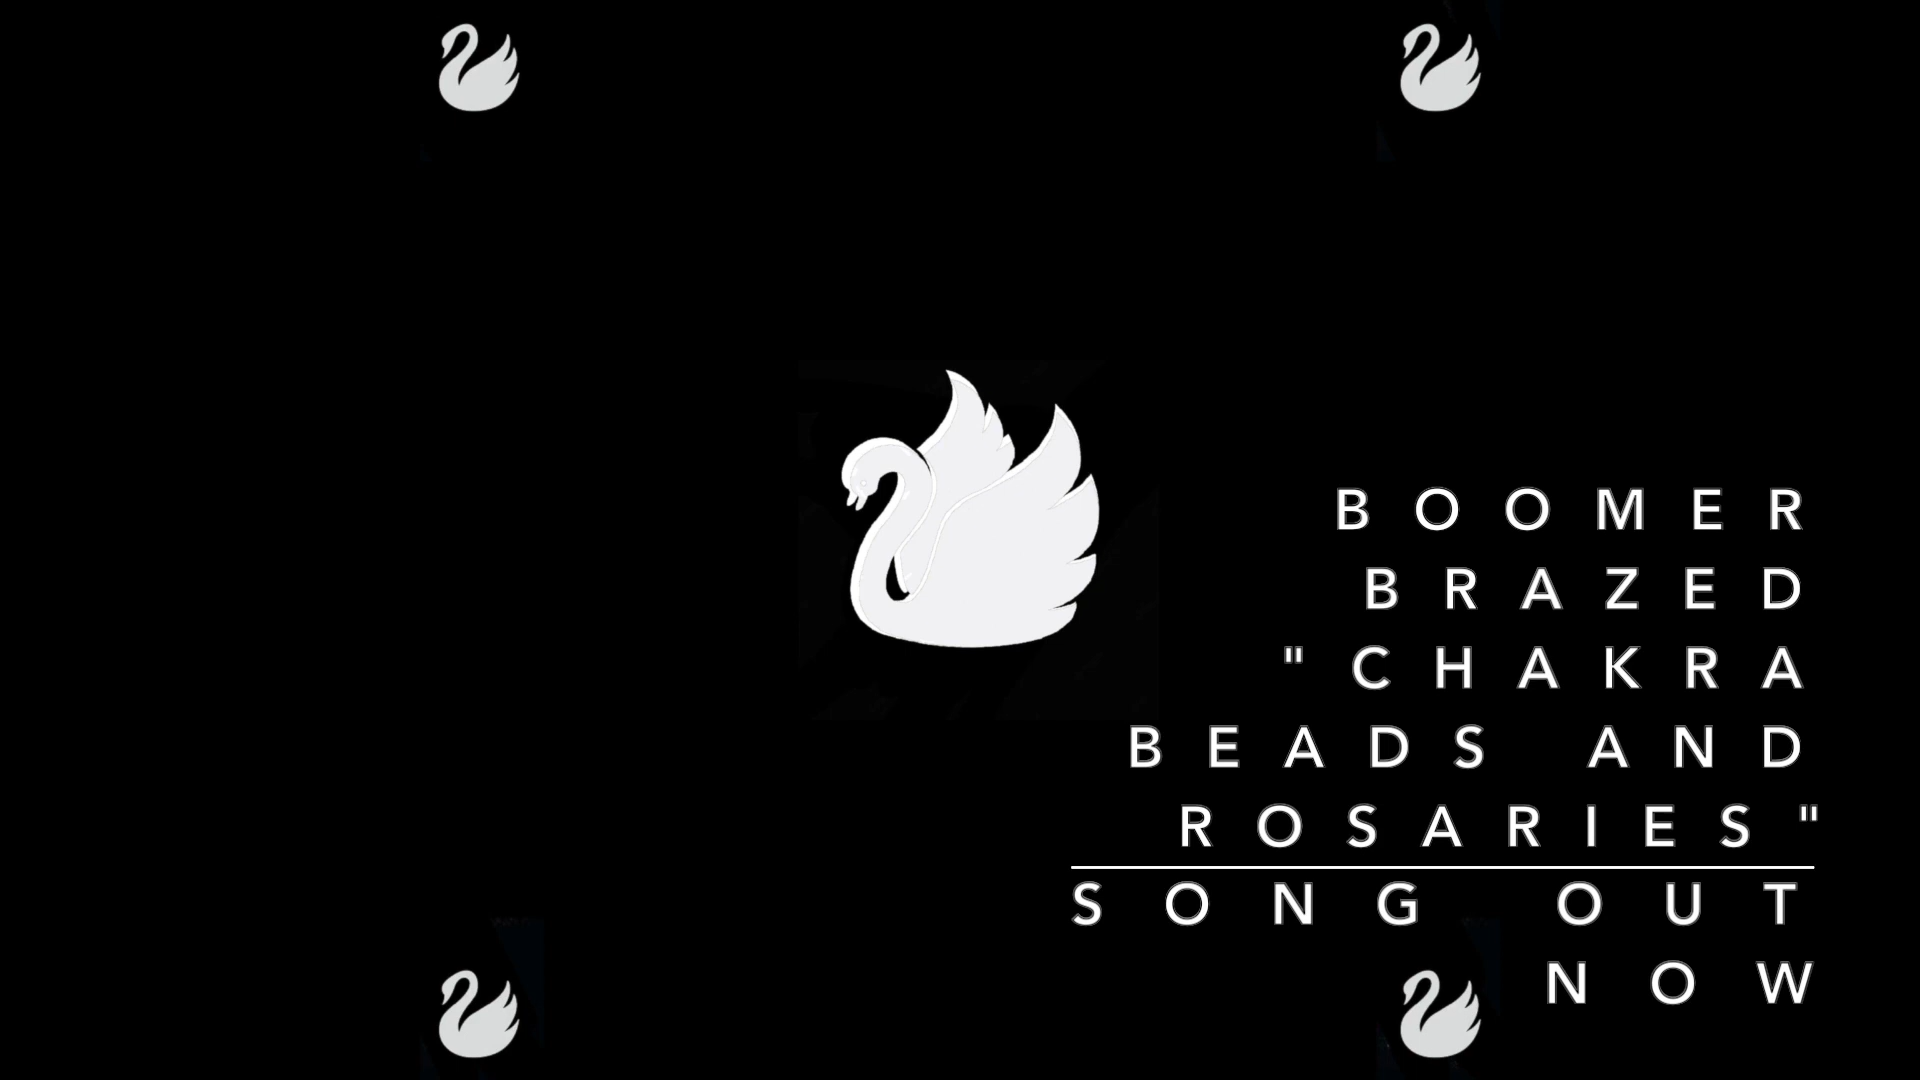 BOOMER
BRAZED
"CHAKRA
BEADS AND
ROSARIES"
SONG OUT
NOW